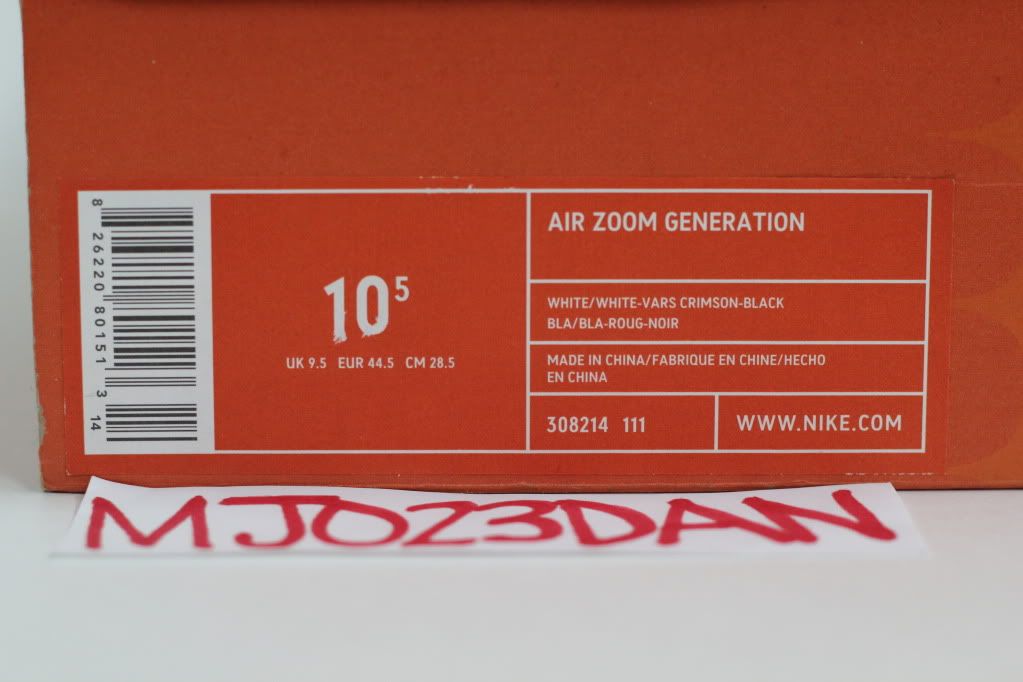 8 26220 80151 3 14
10 5
UK 9.5 EUR 44.5 CM 28.5
AIR ZOOM GENERATION
WHITE/WHITE-VARS CRIMSON-BLACK
BLA/BLA-ROUG-NOIR
MADE IN CHINA/FABRIQUE EN CHINE/HECHO
EN CHINA
308214 111
WWW.NIKE.COM
MJO23DAN